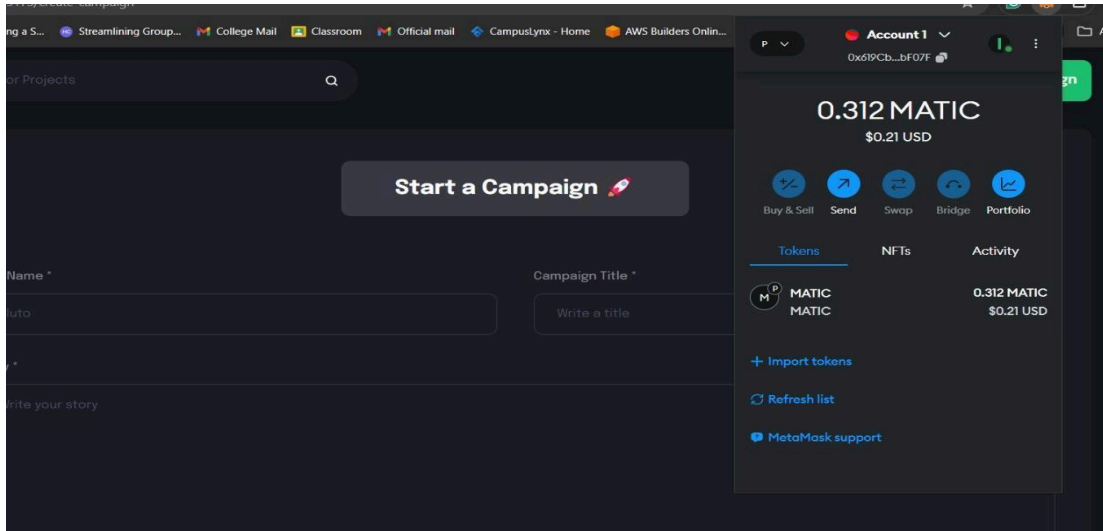 ng a S...
Streamlining Group...
College Mail
Classroom
Official mail
CampusLynx - Home
AWS Builders Onlin...
or Projects
gn
Start a Campaign 🚀
Name *
Campaign Title *
luto
Write a title
y *
Write your story
P
Account 1
0x619Cb...bF07F
0.312 MATIC
$0.21 USD
Buy & Sell
Send
Swap
Bridge
Portfolio
Tokens
NFTs
Activity
M
P
MATIC
0.312 MATIC
MATIC
$0.21 USD
+ Import tokens
Refresh list
MetaMask support